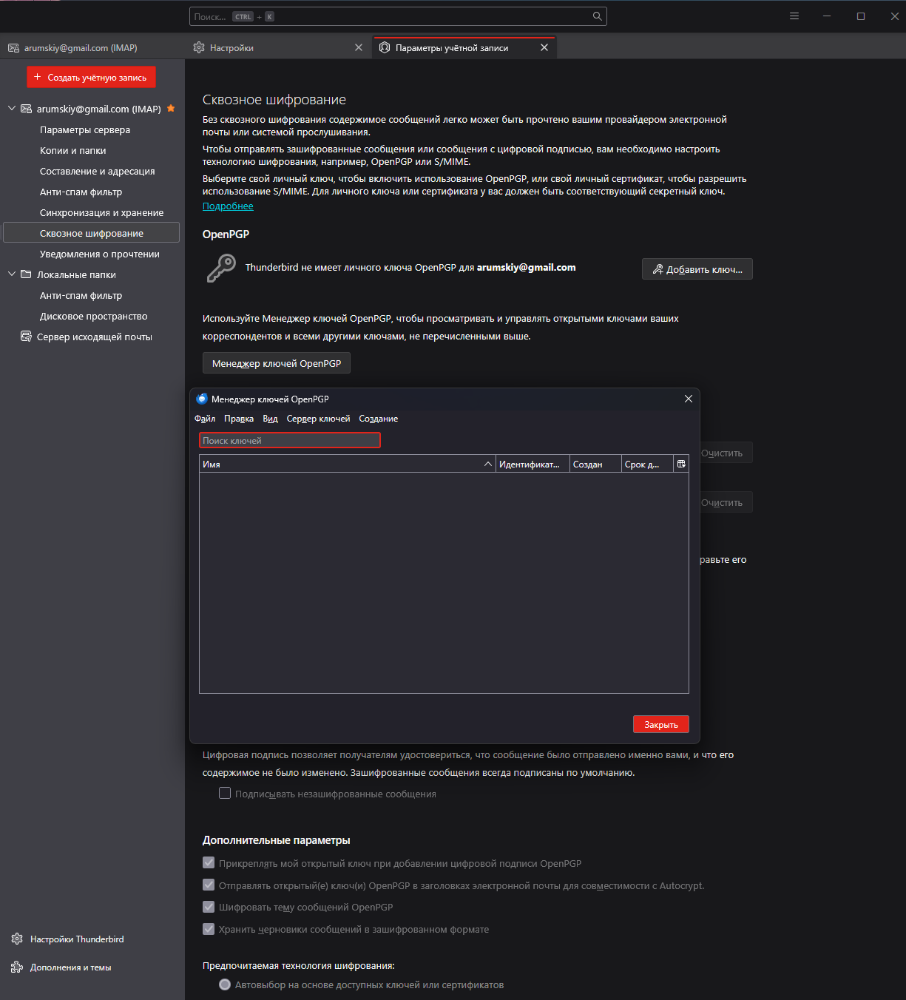 Поиск... CTRL + K
arumskiy@gmail.com (IMAP)
Настройки
Параметры учётной записи
+ Создать учётную запись
arumskiy@gmail.com (IMAP)
Параметры сервера
Копии и папки
Составление и адресация
Анти-спам фильтр
Синхронизация и хранение
Сквозное шифрование
Уведомления о прочтении
Локальные папки
Анти-спам фильтр
Дисковое пространство
Сервер исходящей почты
Настройки Thunderbird
Дополнения и темы
Сквозное шифрование
Без сквозного шифрования содержимое сообщений легко может быть прочтено вашим провайдером электронной
почты или системой прослушивания.
Чтобы отправлять зашифрованные сообщения или сообщения с цифровой подписью, вам необходимо настроить
технологию шифрования, например, OpenPGP или S/MIME.
Выберите свой личный ключ, чтобы включить использование OpenPGP, или свой личный сертификат, чтобы разрешить
использование S/MIME. Для личного ключа или сертификата у вас должен быть соответствующий секретный ключ.
Подробнее
OpenPGP
Thunderbird не имеет личного ключа OpenPGP для arumskiy@gmail.com
Добавить ключ...
Используйте Менеджер ключей OpenPGP, чтобы просматривать и управлять открытыми ключами ваших
корреспондентов и всеми другими ключами, не перечисленными выше.
Менеджер ключей OpenPGP
Менеджер ключей OpenPGP
Файл Правка Вид Сервер ключей Создание
Поиск ключей
Имя Идентификат... Создан Срок д...
Закрыть
Очистить
Очистить
равьте его
Цифровая подпись позволяет получателям удостовериться, что сообщение было отправлено именно вами, и что его
содержимое не было изменено. Зашифрованные сообщения всегда подписаны по умолчанию.
Подписывать незашифрованные сообщения
Дополнительные параметры
Прикреплять мой открытый ключ при добавлении цифровой подписи OpenPGP
Отправлять открытый(е) ключ(и) OpenPGP в заголовках электронной почты для совместимости с Autocrypt.
Шифровать тему сообщений OpenPGP
Хранить черновики сообщений в зашифрованном формате
Предпочитаемая технология шифрования:
Автовыбор на основе доступных ключей или сертификатов